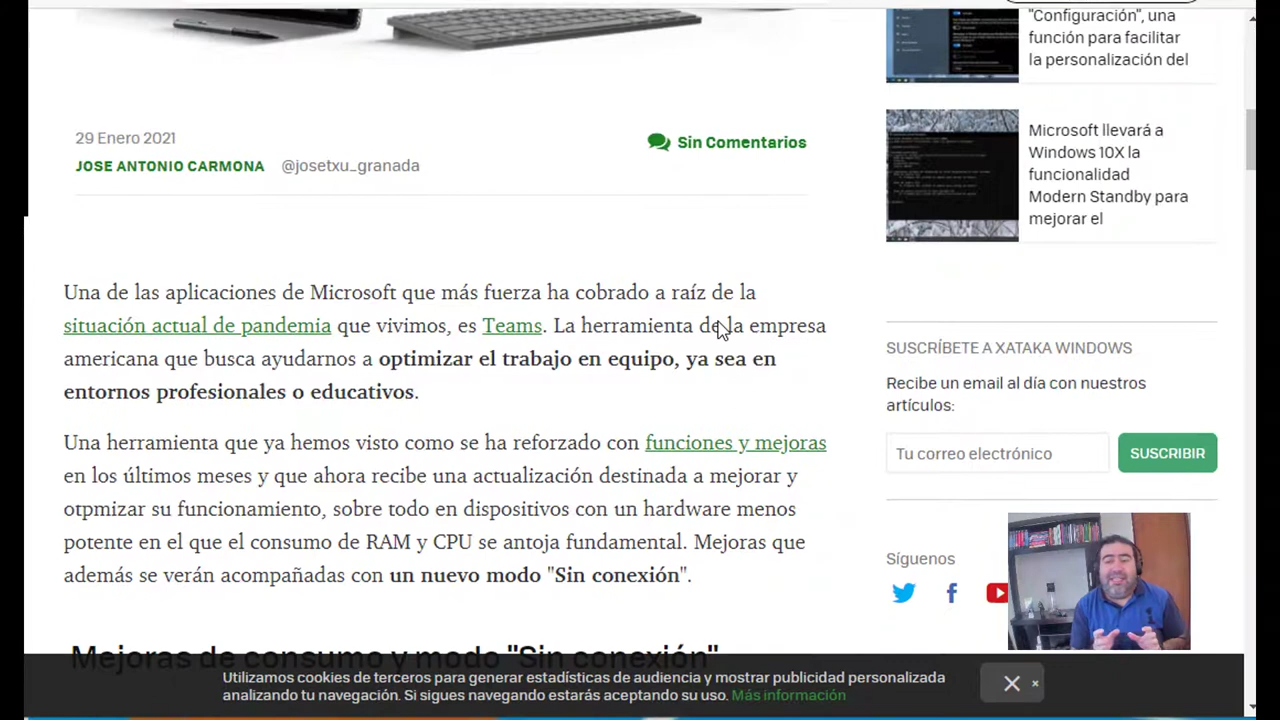 "Configuración", una
función para facilitar
la personalización del
29 Enero 2021
Sin Comentarios
JOSE ANTONIO CARMONA @josetxu_granada
Microsoft llevará a
Windows 10X la
funcionalidad
Modern Standby para
mejorar el
Una de las aplicaciones de Microsoft que más fuerza ha cobrado a raíz de la
situación actual de pandemia que vivimos, es Teams. La herramienta de la empresa
americana que busca ayudarnos a optimizar el trabajo en equipo, ya sea en
entornos profesionales o educativos.
Una herramienta que ya hemos visto como se ha reforzado con funciones y mejoras
en los últimos meses y que ahora recibe una actualización destinada a mejorar y
otpmizar su funcionamiento, sobre todo en dispositivos con un hardware menos
potente en el que el consumo de RAM y CPU se antoja fundamental. Mejoras que
además se verán acompañadas con un nuevo modo "Sin conexión".
Mejoras de consumo y modo "Sin conexión"
SUSCRÍBETE A XATAKA WINDOWS
Recibe un email al día con nuestros
artículos:
Tu correo electrónico
SUSCRIBIR
Síguenos
Utilizamos cookies de terceros para generar estadísticas de audiencia y mostrar publicidad personalizada
analizando tu navegación. Si sigues navegando estarás aceptando su uso. Más información